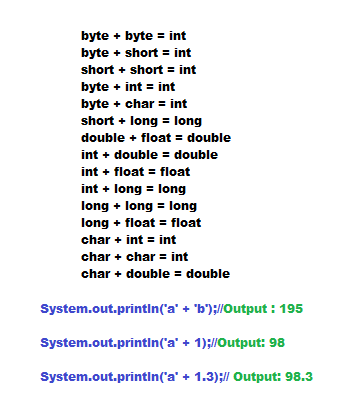 byte + byte = int
byte + short = int
short + short = int
byte + int = int
byte + char = int
short + long = long
double + float = double
int + double = double
int + float = float
int + long = long
long + long = long
long + float = float
char + int = int
char + char = int
char + double = double
System.out.println('a' + 'b');//Output : 195
System.out.println('a' + 1);//Output: 98
System.out.println('a' + 1.3);// Output: 98.3